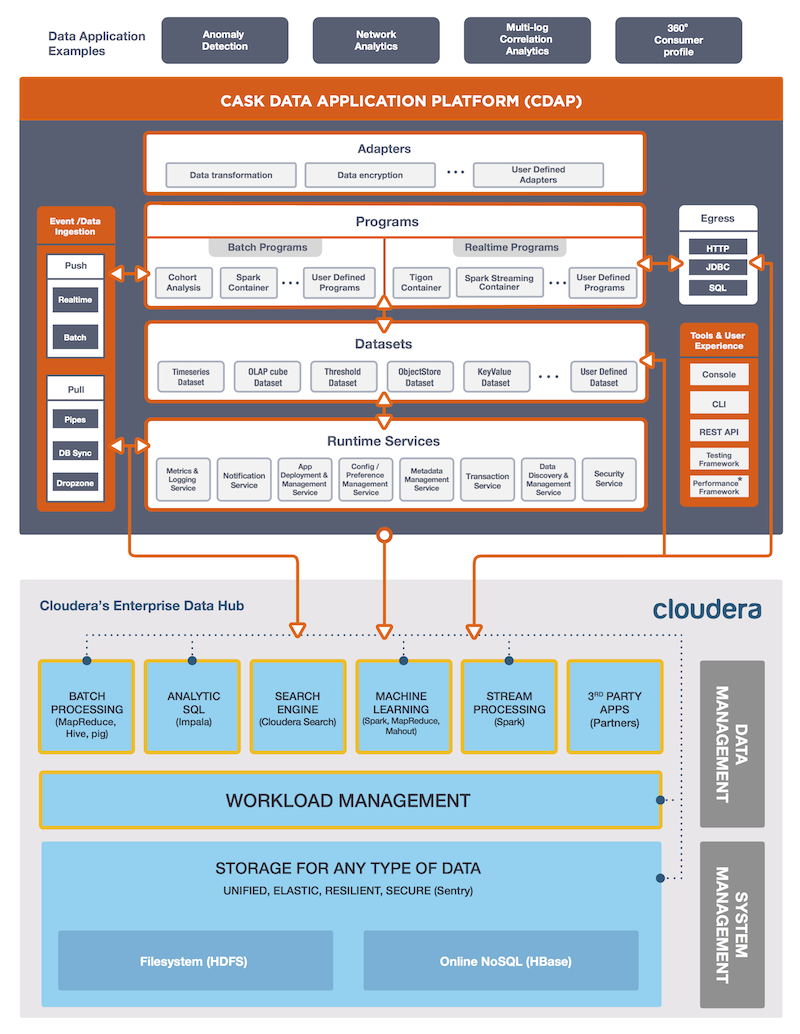 Data Application
Examples
Anomaly
Detection
Network
Analytics
Multi-log
Correlation
Analytics
360°
Consumer
profile
CASK DATA APPLICATION PLATFORM (CDAP)
Adapters
Data transformation
Data encryption
User Defined
Adapters
Event /Data
Ingestion
Push
Realtime
Batch
Pull
Pipes
DB Sync
Dropzone
Programs
Batch Programs
Realtime Programs
Cohort
Analysis
Spark
Container
User Defined
Programs
Tigon
Container
Spark Streaming
Container
User Defined
Programs
Egress
HTTP
JDBC
SQL
Datasets
Timeseries
Dataset
OLAP cube
Dataset
Threshold
Dataset
ObjectStore
Dataset
KeyValue
Dataset
User Defined
Dataset
Tools & User
Experience
Console
CLI
REST API
Testing
Framework
Performance*
Framework
Runtime Services
Metrics &
Logging
Service
Notification
Service
App
Deployment &
Management
Service
Config /
Preference
Management
Service
Metadata
Management
Service
Transaction
Service
Data
Discovery &
Management
Service
Security
Service
Cloudera's Enterprise Data Hub
cloudera
BATCH
PROCESSING
(MapReduce,
Hive, pig)
ANALYTIC
SQL
(Impala)
SEARCH
ENGINE
(Cloudera Search)
MACHINE
LEARNING
(Spark, MapReduce,
Mahout)
STREAM
PROCESSING
(Spark)
3RD PARTY
APPS
(Partners)
DATA
MANAGEMENT
WORKLOAD MANAGEMENT
STORAGE FOR ANY TYPE OF DATA
UNIFIED, ELASTIC, RESILIENT, SECURE (Sentry)
Filesystem (HDFS)
Online NoSQL (HBase)
SYSTEM
MANAGEMENT